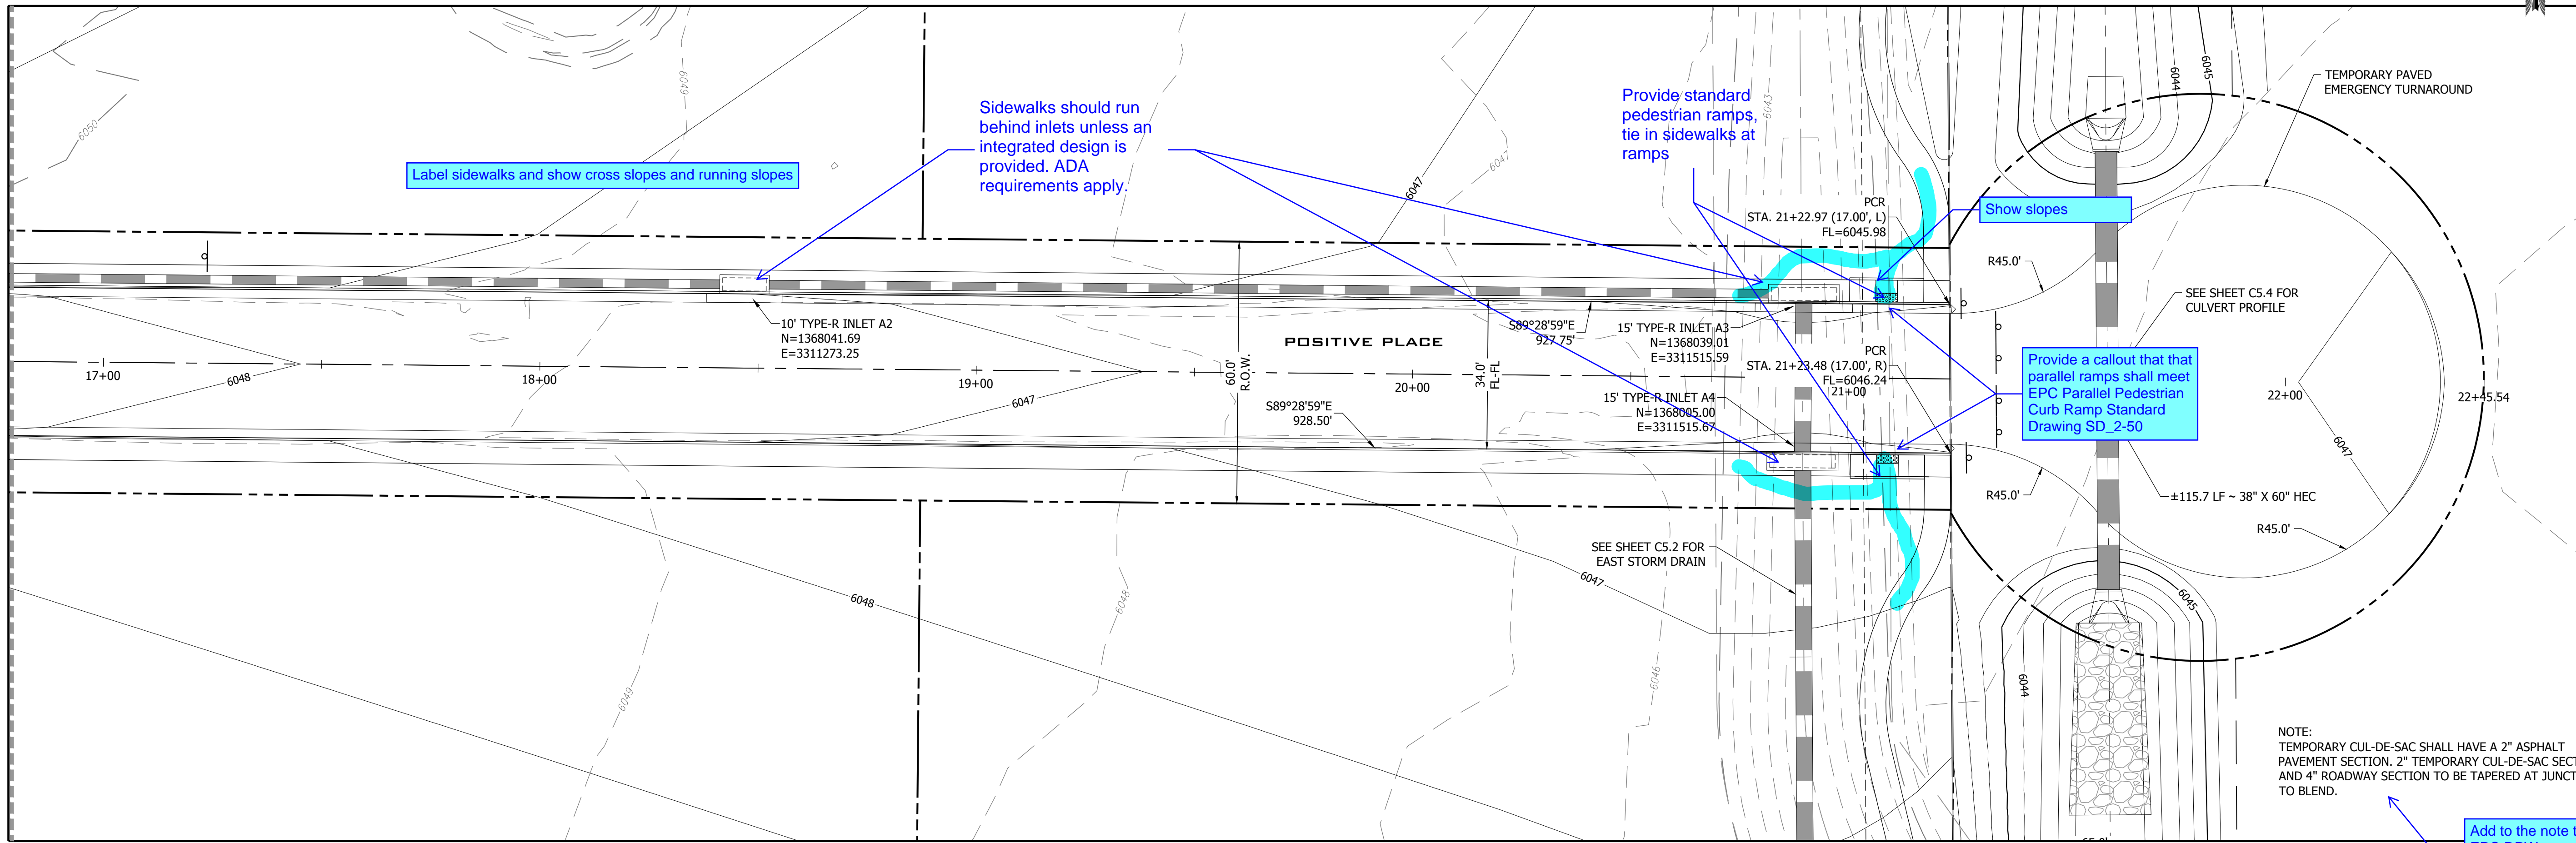 6050
6049
6047
6043
6047
6044
6045
TEMPORARY PAVED
EMERGENCY TURNAROUND
Sidewalks should run
behind inlets unless an
integrated design is
provided. ADA
requirements apply.
Provide standard
pedestrian ramps,
tie in sidewalks at
ramps
Label sidewalks and show cross slopes and running slopes
PCR
STA. 21+22.97 (17.00', L)
FL=6045.98
Show slopes
R45.0'
SEE SHEET C5.4 FOR
CULVERT PROFILE
10' TYPE-R INLET A2
N=1368041.69
E=3311273.25
POSITIVE PLACE
S89°28'59"E
927.75'
15' TYPE-R INLET A3
N=1368039.01
E=3311515.59
PCR
STA. 21+23.48 (17.00', R)
FL=6046.24
21+00
Provide a callout that that
parallel ramps shall meet
EPC Parallel Pedestrian
Curb Ramp Standard
Drawing SD_2-50
17+00
6048
18+00
19+00
60.0'
R.O.W.
34.0'
FL-FL
20+00
22+00
22+45.54
6047
S89°28'59"E
928.50'
15' TYPE-R INLET A4
N=1368005.00
E=3311515.67
6047
R45.0'
±115.7 LF ~ 38" X 60" HEC
R45.0'
SEE SHEET C5.2 FOR
EAST STORM DRAIN
6047
6048
6048
6045
6049
6046
6044
NOTE:
TEMPORARY CUL-DE-SAC SHALL HAVE A 2" ASPHALT
PAVEMENT SECTION. 2" TEMPORARY CUL-DE-SAC SECT
AND 4" ROADWAY SECTION TO BE TAPERED AT JUNCT
TO BLEND.
Add to the note t